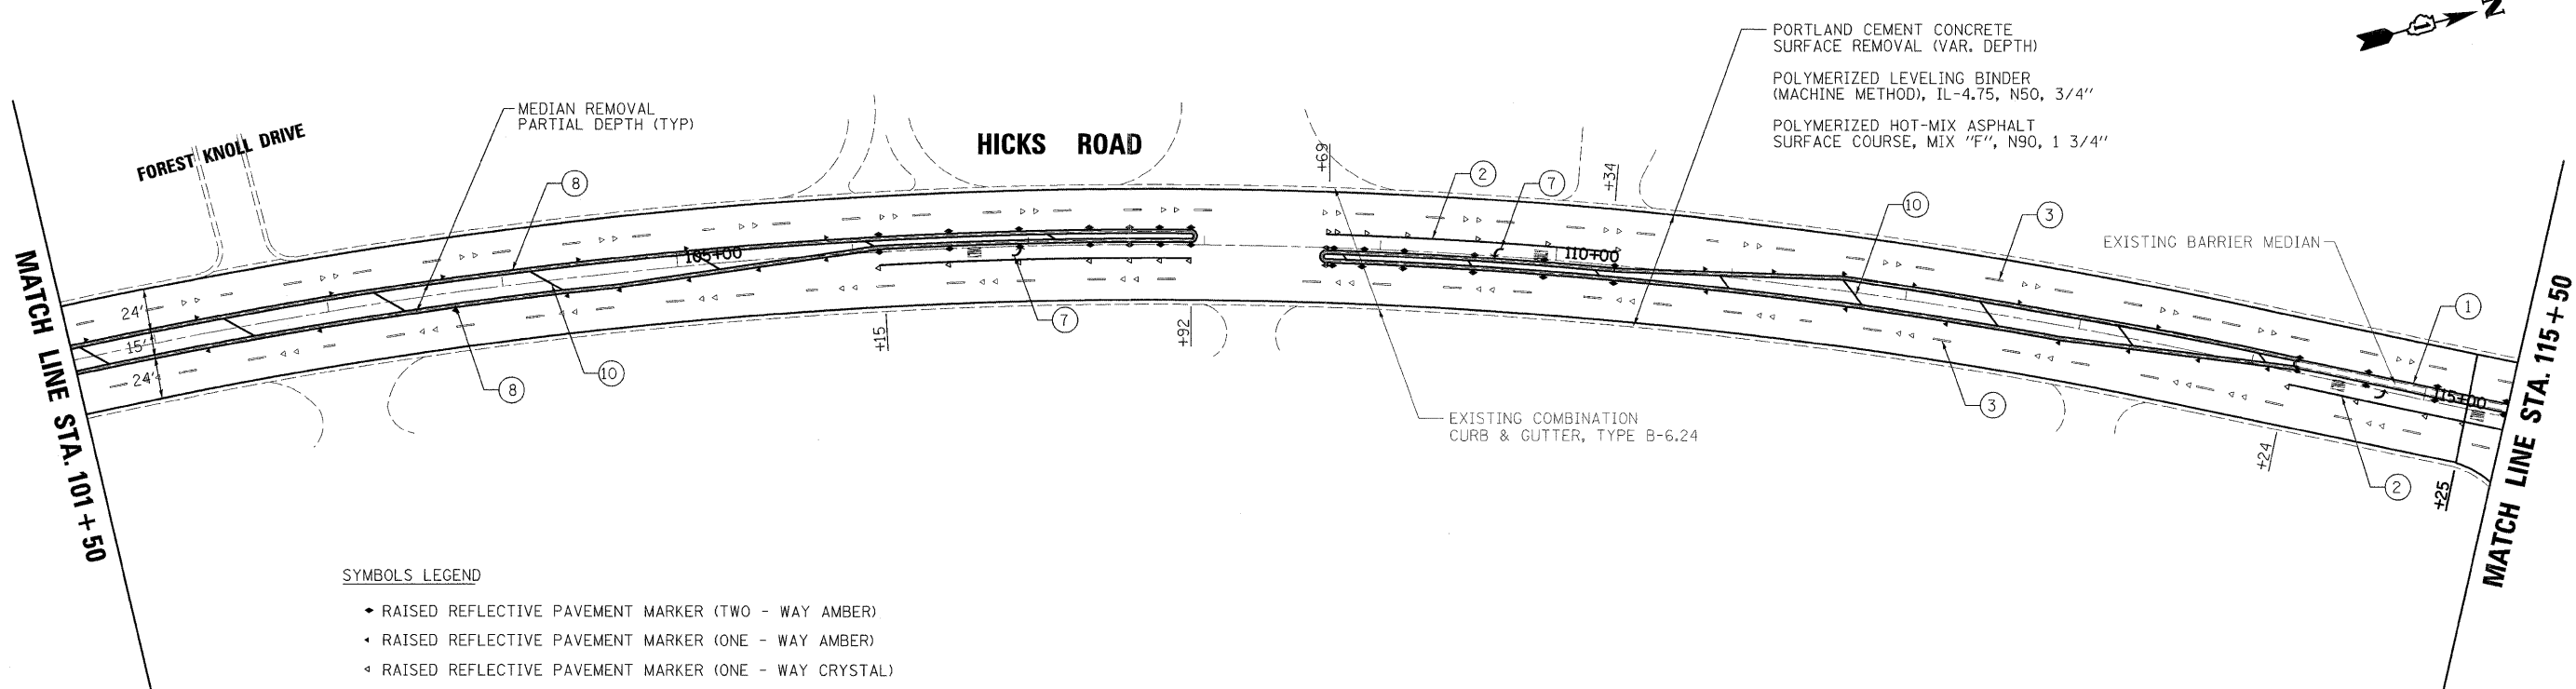 N
PORTLAND CEMENT CONCRETE
SURFACE REMOVAL (VAR. DEPTH)
POLYMERIZED LEVELING BINDER
(MACHINE METHOD), IL-4.75, N50, 3/4"
POLYMERIZED HOT-MIX ASPHALT
SURFACE COURSE, MIX "F", N90, 1 3/4"
MEDIAN REMOVAL
PARTIAL DEPTH (TYP)
FOREST KNOLL DRIVE
HICKS ROAD
+69
+34
8
2
7
10
3
EXISTING BARRIER MEDIAN
1
105+00
110+00
115+00
24'
15'
24'
MATCH LINE STA. 101+50
MATCH LINE STA. 115+50
8
10
+15
7
+92
3
2
+24
+25
EXISTING COMBINATION
CURB & GUTTER, TYPE B-6.24
SYMBOLS LEGEND
RAISED REFLECTIVE PAVEMENT MARKER (TWO - WAY AMBER)
RAISED REFLECTIVE PAVEMENT MARKER (ONE - WAY AMBER)
RAISED REFLECTIVE PAVEMENT MARKER (ONE - WAY CRYSTAL)